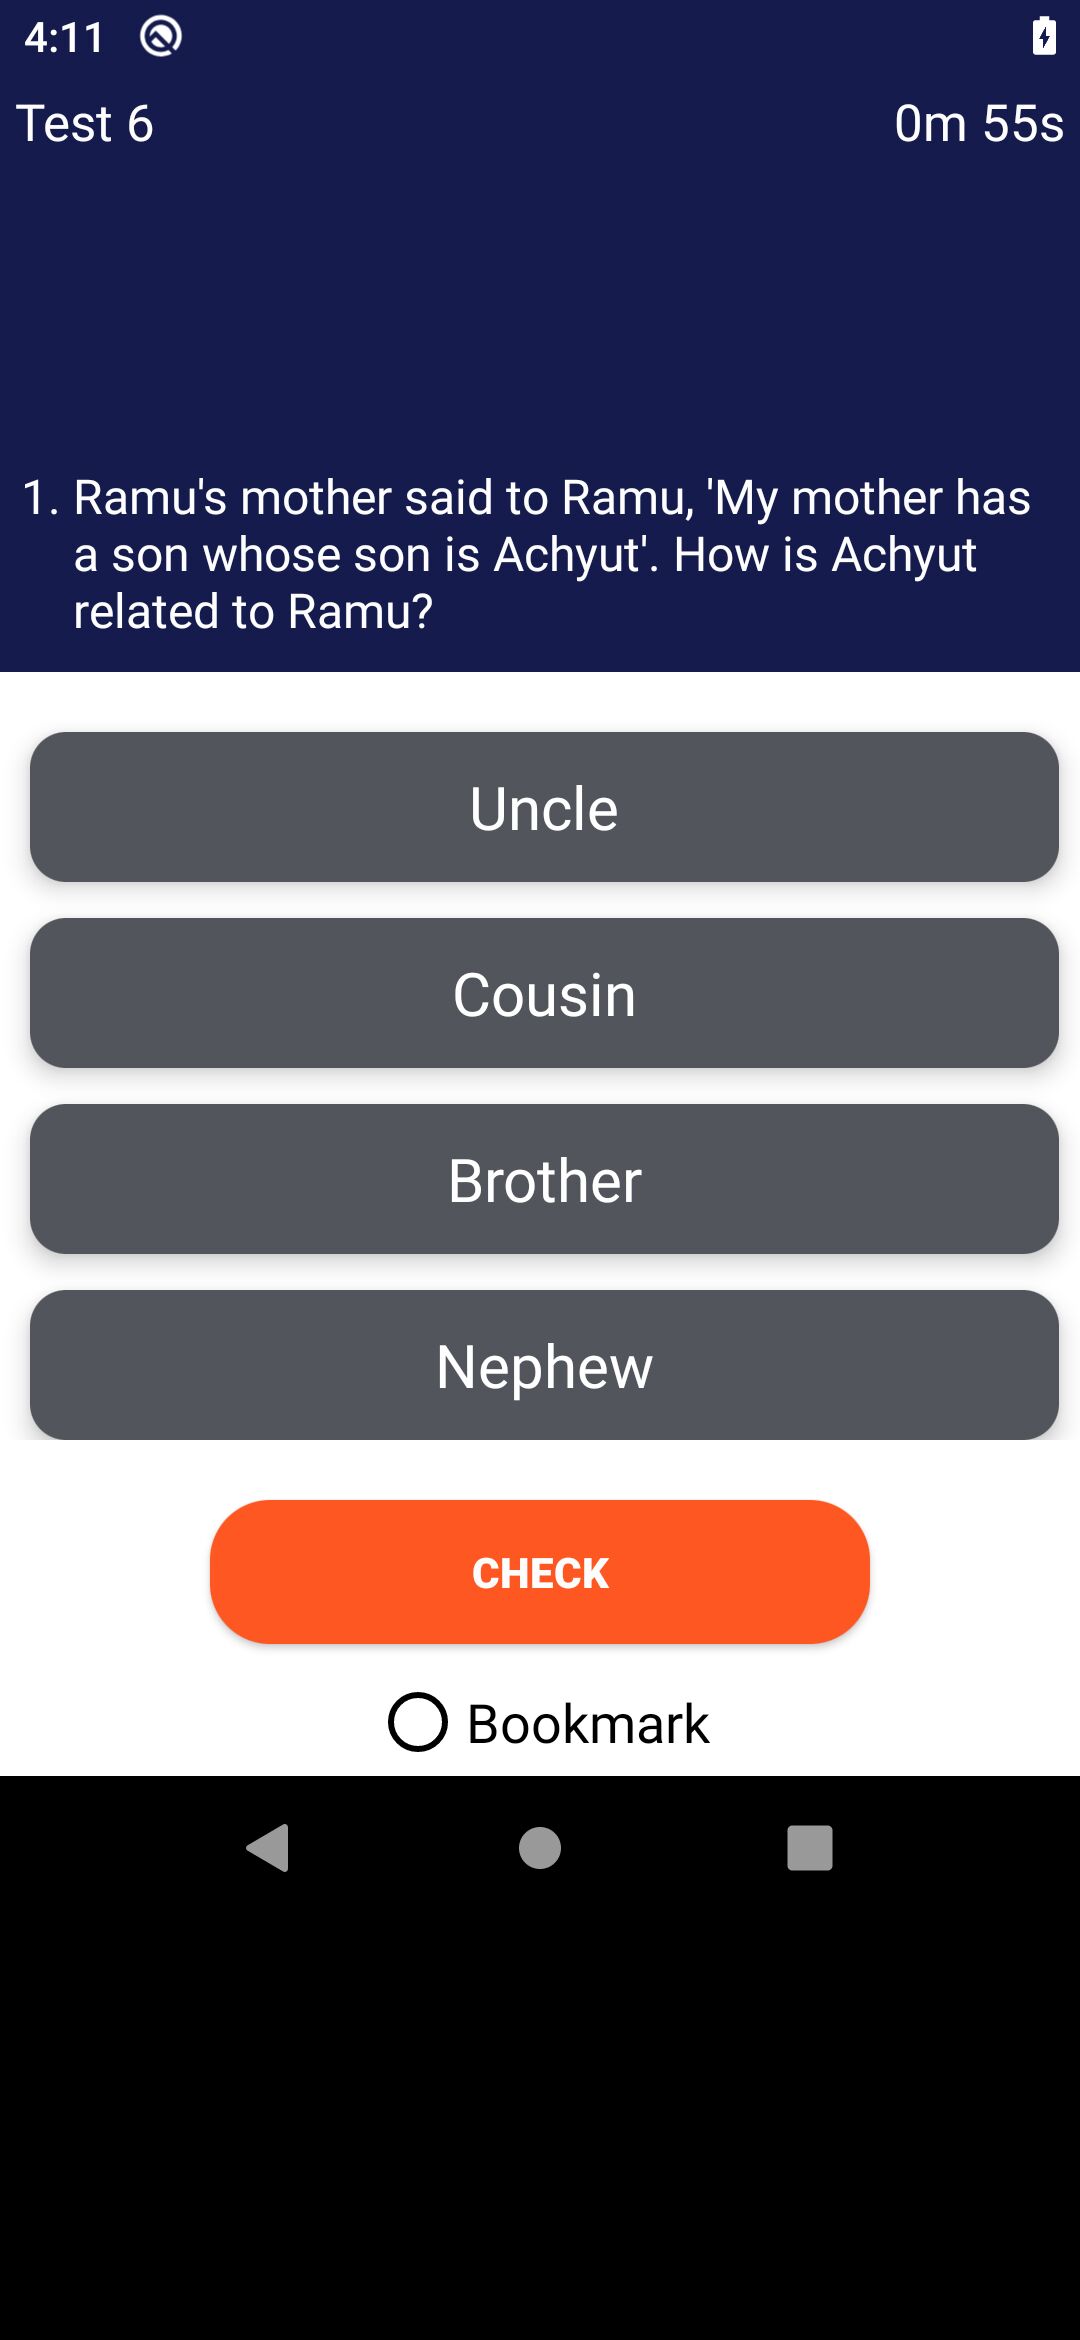 4:11
Test 6
0m 55s
1. Ramu's mother said to Ramu, 'My mother has
a son whose son is Achyut'. How is Achyut
related to Ramu?
Uncle
Cousin
Brother
Nephew
CHECK
Bookmark